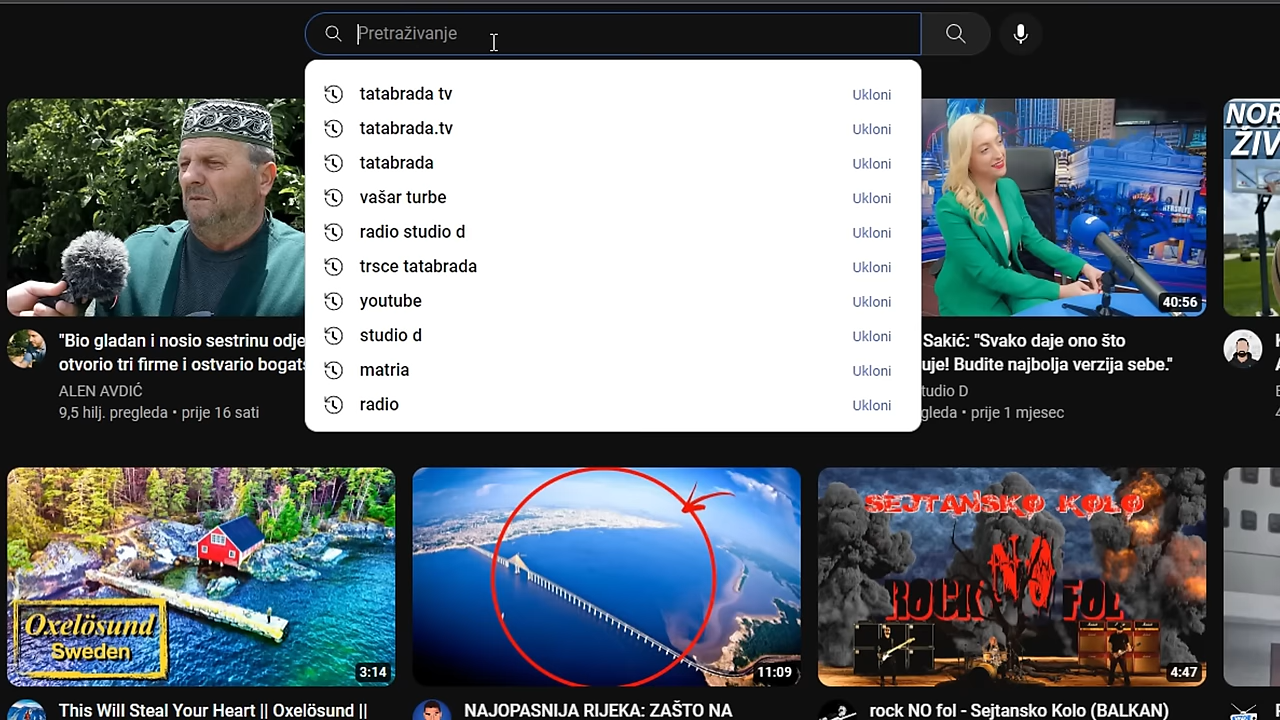 Pretraživanje
tatabrada tv Ukloni
tatabrada.tv Ukloni
tatabrada Ukloni
vašar turbe Ukloni
radio studio d Ukloni
trsce tatabrada Ukloni
youtube Ukloni
studio d Ukloni
matria Ukloni
radio Ukloni
40:56
"Bio gladan i nosio sestrinu odje
otvorio tri firme i ostvario bogats
ALEN AVDIĆ
9,5 hilj. pregleda • prije 16 sati
Sakić: "Svako daje ono što
uje! Budite najbolja verzija sebe."
tudio D
gleda • prije 1 mjesec
NOR
ŽIV
Oxelösund
Sweden
3:14
11:09
SEJTANSKO KOLO
ROCK NO FOL
4:47
This Will Steal Your Heart || Oxelösund ||
NAJOPASNIJA RIJEKA: ZAŠTO NA
rock NO fol - Sejtansko Kolo (BALKAN)